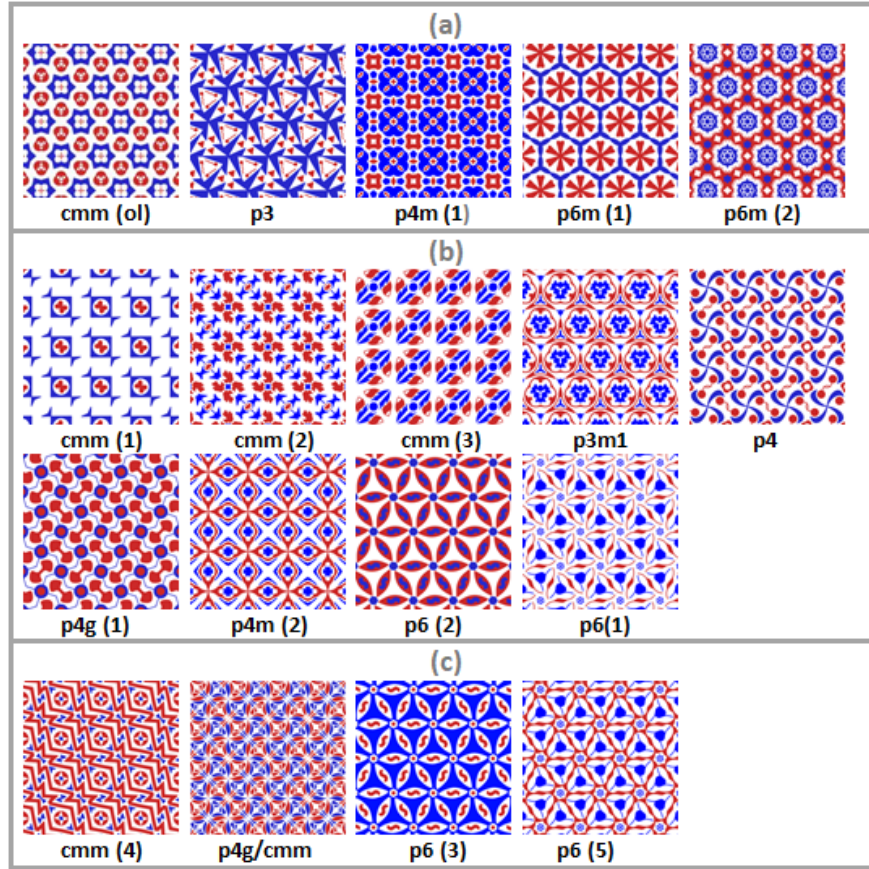 (a)
cmm (ol) p3 p4m (1) p6m (1) p6m (2)
(b)
cmm (1) cmm (2) cmm (3) p3m1 p4
p4g (1) p4m (2) p6 (2) p6(1)
(c)
cmm (4) p4g/cmm p6 (3) p6 (5)